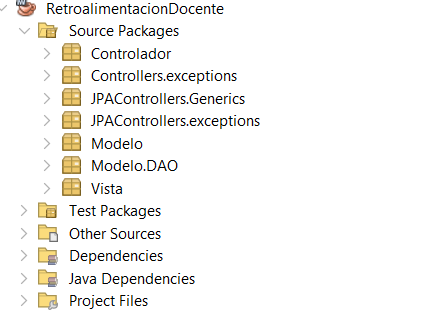 RetroalimentacionDocente
Source Packages
Controlador
Controllers.exceptions
JPAControllers.Generics
JPAControllers.exceptions
Modelo
Modelo.DAO
Vista
Test Packages
Other Sources
Dependencies
Java Dependencies
Project Files